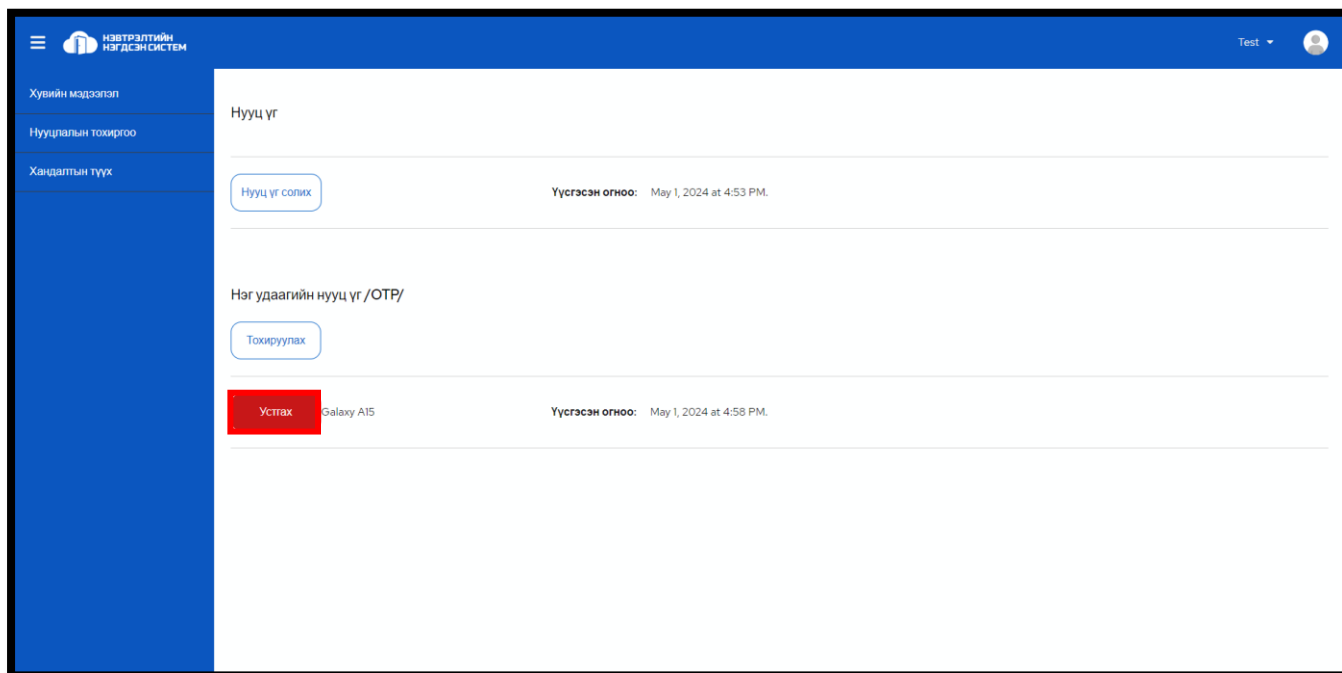 НЭВТРЭЛТИЙН
НЭГДСЭН СИСТЕМ
Test
Хувийн мэдээлэл
Нууцлалын тохиргоо
Хандалтын түүх
Нууц үг
Нууц үг солих
Үүсгэсэн огноо: May 1, 2024 at 4:53 PM.
Нэг удаагийн нууц үг /OTP/
Тохируулах
Устгах Galaxy A15 Үүсгэсэн огноо: May 1, 2024 at 4:58 PM.